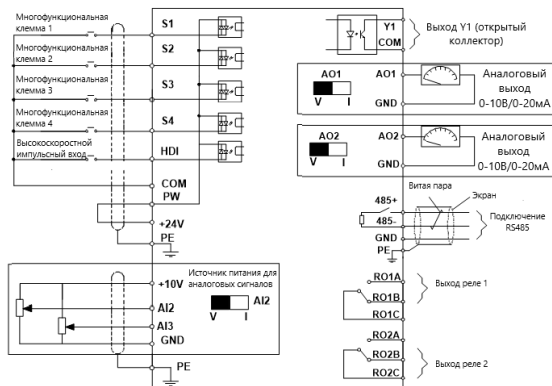 Многофункциональная
клемма 1
S1
Многофункциональная
клемма 2
S2
Многофункциональная
клемма 3
S3
Многофункциональная
клемма 4
S4
Высокоскоростной
импульсный вход
HDI
COM
PW
+24V
PE
+10V
Источник питания для
аналоговых сигналов
AI2
V I
AI2
AI3
GND
PE
Y1
COM
Выход Y1 (открытый
коллектор)
AO1
V I
AO1
GND
Аналоговый
выход
0-10В/0-20мА
AO2
V I
AO2
GND
Аналоговый
выход
0-10В/0-20мА
Витая пара
Экран
485+
485-
GND
PE
Подключение
RS485
RO1A
RO1B
RO1C
Выход реле 1
RO2A
RO2B
RO2C
Выход реле 2